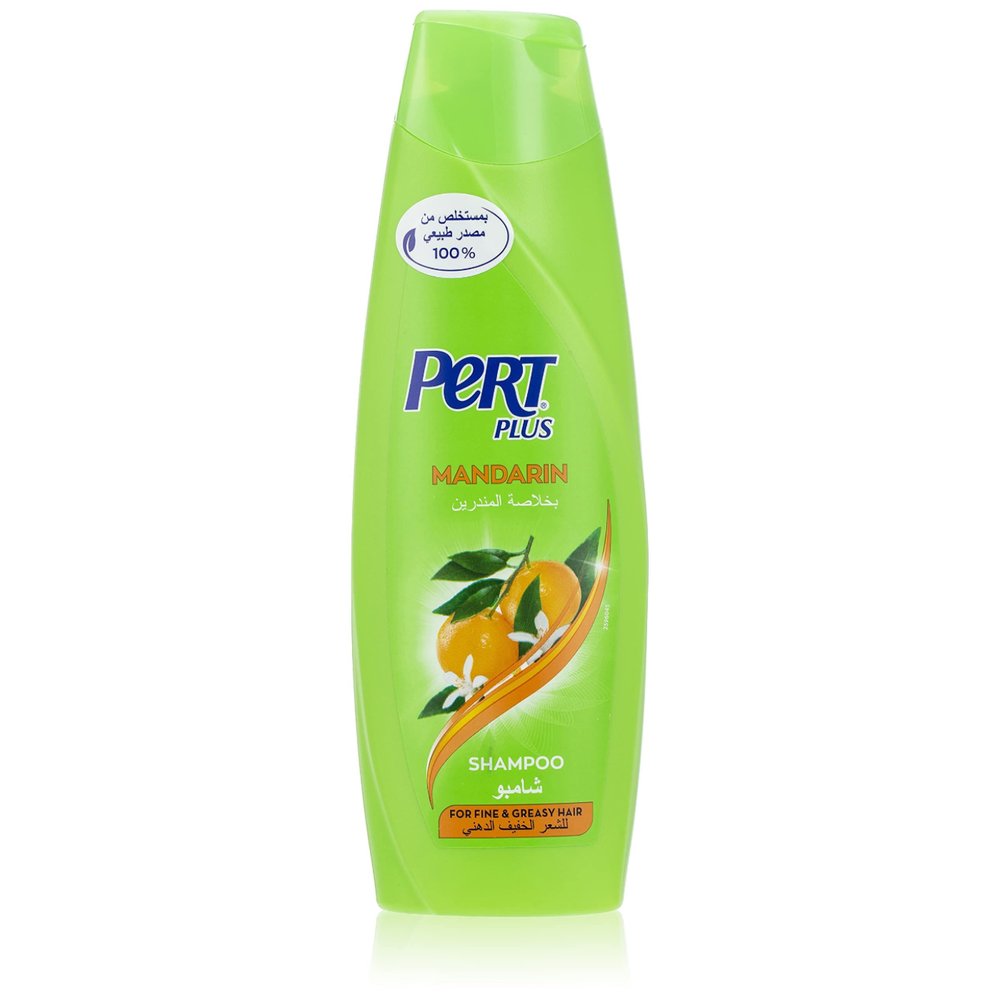 بمستخلص من
مصدر طبيعي
100%
PERT®
PLUS
MANDARIN
بخلاصة المندرين
SHAMPOO
شامبو
FOR FINE & GREASY HAIR
للشعر الخفيف الدهني